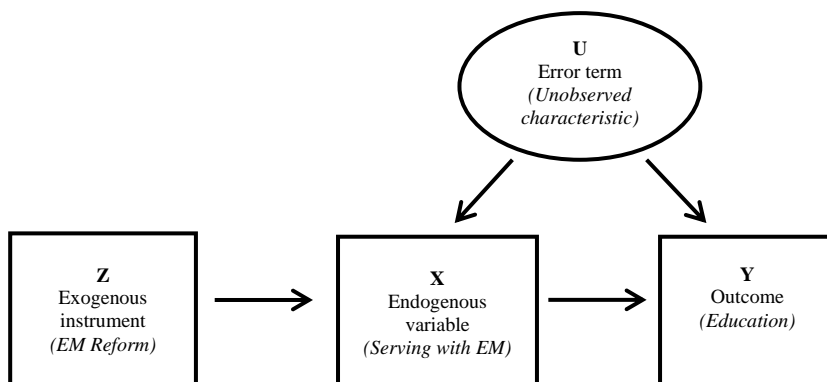 U
Error term
(Unobserved
characteristic)
Z
Exogenous
instrument
(EM Reform)
X
Endogenous
variable
(Serving with EM)
Y
Outcome
(Education)